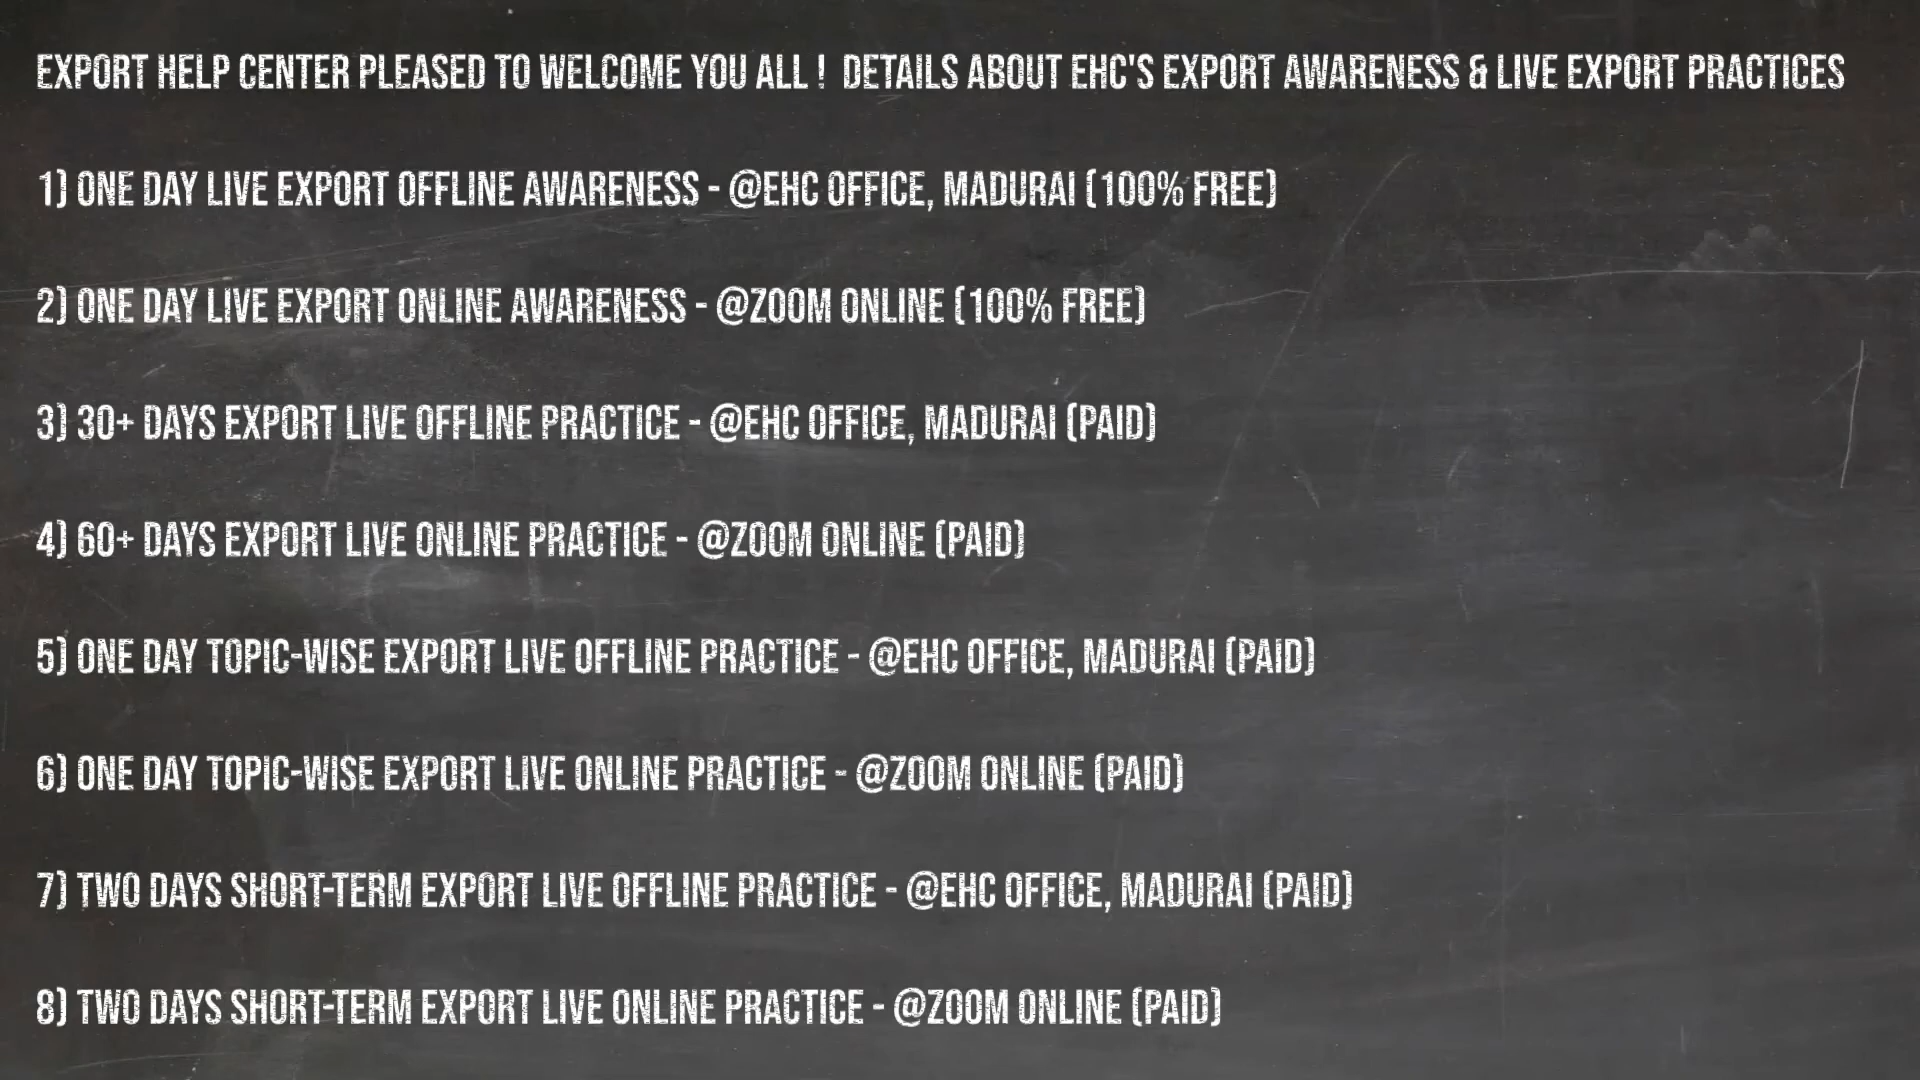 EXPORT HELP CENTER PLEASED TO WELCOME YOU ALL ! DETAILS ABOUT EHC'S EXPORT AWARENESS & LIVE EXPORT PRACTICES
1) ONE DAY LIVE EXPORT OFFLINE AWARENESS - @EHC OFFICE, MADURAI (100% FREE)
2) ONE DAY LIVE EXPORT ONLINE AWARENESS - @ZOOM ONLINE (100% FREE)
3) 30+ DAYS EXPORT LIVE OFFLINE PRACTICE - @EHC OFFICE, MADURAI (PAID)
4) 60+ DAYS EXPORT LIVE ONLINE PRACTICE - @ZOOM ONLINE (PAID)
5) ONE DAY TOPIC-WISE EXPORT LIVE OFFLINE PRACTICE - @EHC OFFICE, MADURAI (PAID)
6) ONE DAY TOPIC-WISE EXPORT LIVE ONLINE PRACTICE - @ZOOM ONLINE (PAID)
7) TWO DAYS SHORT-TERM EXPORT LIVE OFFLINE PRACTICE - @EHC OFFICE, MADURAI (PAID)
8) TWO DAYS SHORT-TERM EXPORT LIVE ONLINE PRACTICE - @ZOOM ONLINE (PAID)